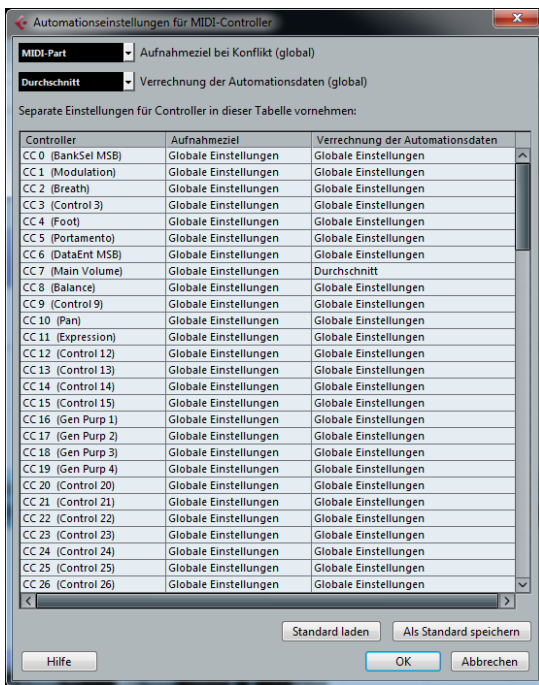 Automationseinstellungen für MIDI-Controller
MIDI-Part Aufnahmeziel bei Konflikt (global)
Durchschnitt Verrechnung der Automationsdaten (global)
Separate Einstellungen für Controller in dieser Tabelle vornehmen:
Controller Aufnahmeziel Verrechnung der Automationsdaten
CC 0 (BankSel MSB) Globale Einstellungen Globale Einstellungen
CC 1 (Modulation) Globale Einstellungen Globale Einstellungen
CC 2 (Breath) Globale Einstellungen Globale Einstellungen
CC 3 (Control 3) Globale Einstellungen Globale Einstellungen
CC 4 (Foot) Globale Einstellungen Globale Einstellungen
CC 5 (Portamento) Globale Einstellungen Globale Einstellungen
CC 6 (DataEnt MSB) Globale Einstellungen Globale Einstellungen
CC 7 (Main Volume) Globale Einstellungen Durchschnitt
CC 8 (Balance) Globale Einstellungen Globale Einstellungen
CC 9 (Control 9) Globale Einstellungen Globale Einstellungen
CC 10 (Pan) Globale Einstellungen Globale Einstellungen
CC 11 (Expression) Globale Einstellungen Globale Einstellungen
CC 12 (Control 12) Globale Einstellungen Globale Einstellungen
CC 13 (Control 13) Globale Einstellungen Globale Einstellungen
CC 14 (Control 14) Globale Einstellungen Globale Einstellungen
CC 15 (Control 15) Globale Einstellungen Globale Einstellungen
CC 16 (Gen Purp 1) Globale Einstellungen Globale Einstellungen
CC 17 (Gen Purp 2) Globale Einstellungen Globale Einstellungen
CC 18 (Gen Purp 3) Globale Einstellungen Globale Einstellungen
CC 19 (Gen Purp 4) Globale Einstellungen Globale Einstellungen
CC 20 (Control 20) Globale Einstellungen Globale Einstellungen
CC 21 (Control 21) Globale Einstellungen Globale Einstellungen
CC 22 (Control 22) Globale Einstellungen Globale Einstellungen
CC 23 (Control 23) Globale Einstellungen Globale Einstellungen
CC 24 (Control 24) Globale Einstellungen Globale Einstellungen
CC 25 (Control 25) Globale Einstellungen Globale Einstellungen
CC 26 (Control 26) Globale Einstellungen Globale Einstellungen
Standard laden Als Standard speichern
Hilfe OK Abbrechen